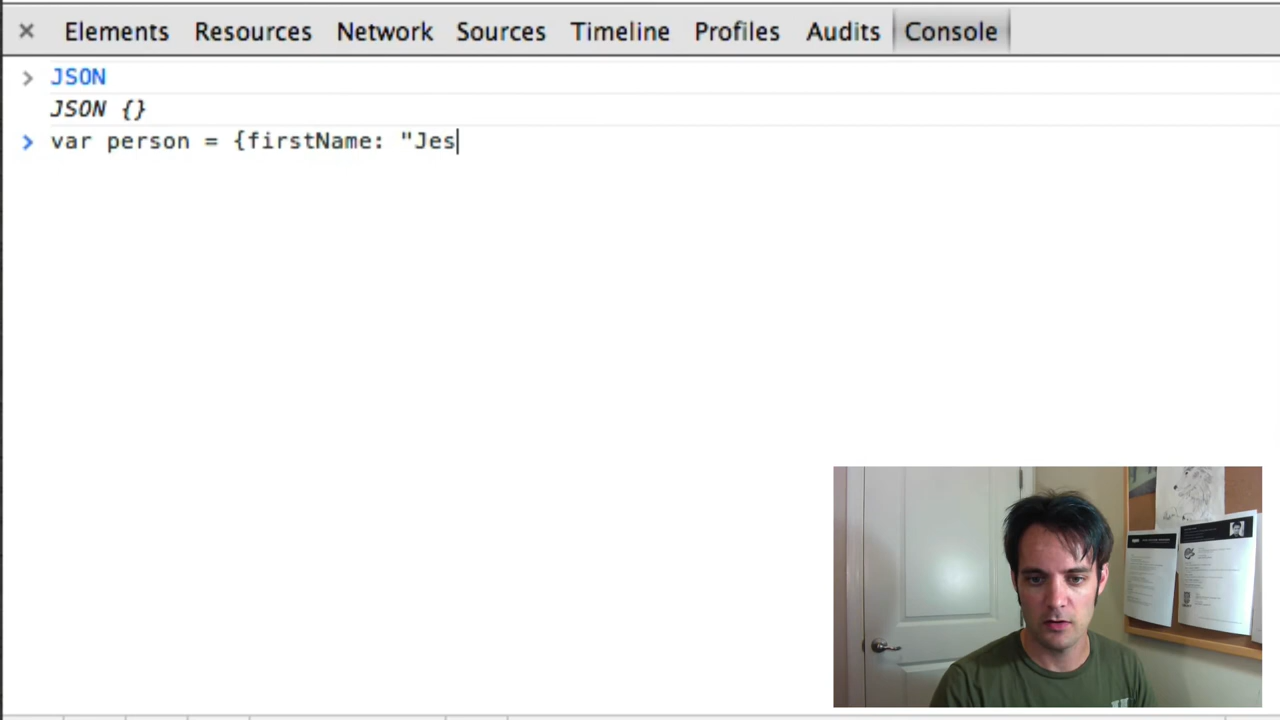 × Elements Resources Network Sources Timeline Profiles Audits Console
> JSON
JSON {}
> var person = {firstName: "Jes